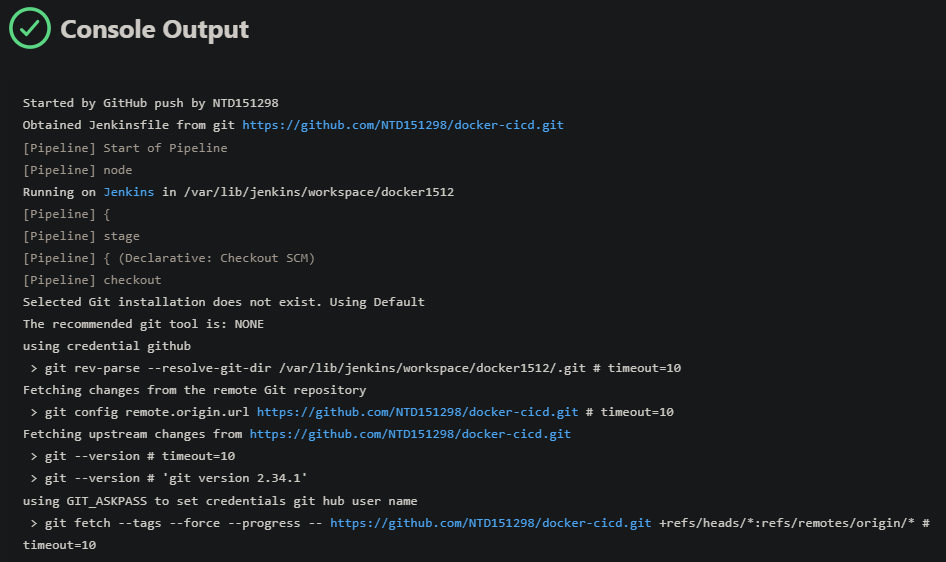 Console Output
Started by GitHub push by NTD151298
Obtained Jenkinsfile from git https://github.com/NTD151298/docker-cicd.git
[Pipeline] Start of Pipeline
[Pipeline] node
Running on Jenkins in /var/lib/jenkins/workspace/docker1512
[Pipeline] {
[Pipeline] stage
[Pipeline] { (Declarative: Checkout SCM)
[Pipeline] checkout
Selected Git installation does not exist. Using Default
The recommended git tool is: NONE
using credential github
 > git rev-parse --resolve-git-dir /var/lib/jenkins/workspace/docker1512/.git # timeout=10
Fetching changes from the remote Git repository
 > git config remote.origin.url https://github.com/NTD151298/docker-cicd.git # timeout=10
Fetching upstream changes from https://github.com/NTD151298/docker-cicd.git
 > git --version # timeout=10
 > git --version # 'git version 2.34.1'
using GIT_ASKPASS to set credentials git hub user name
 > git fetch --tags --force --progress -- https://github.com/NTD151298/docker-cicd.git +refs/heads/*:refs/remotes/origin/* #
timeout=10